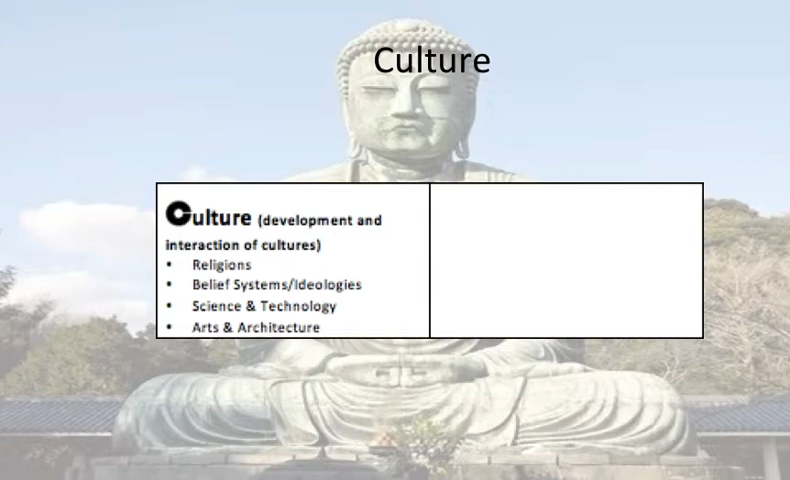 Culture
Culture (development and
interaction of cultures)
• Religions
• Belief Systems/Ideologies
• Science & Technology
• Arts & Architecture